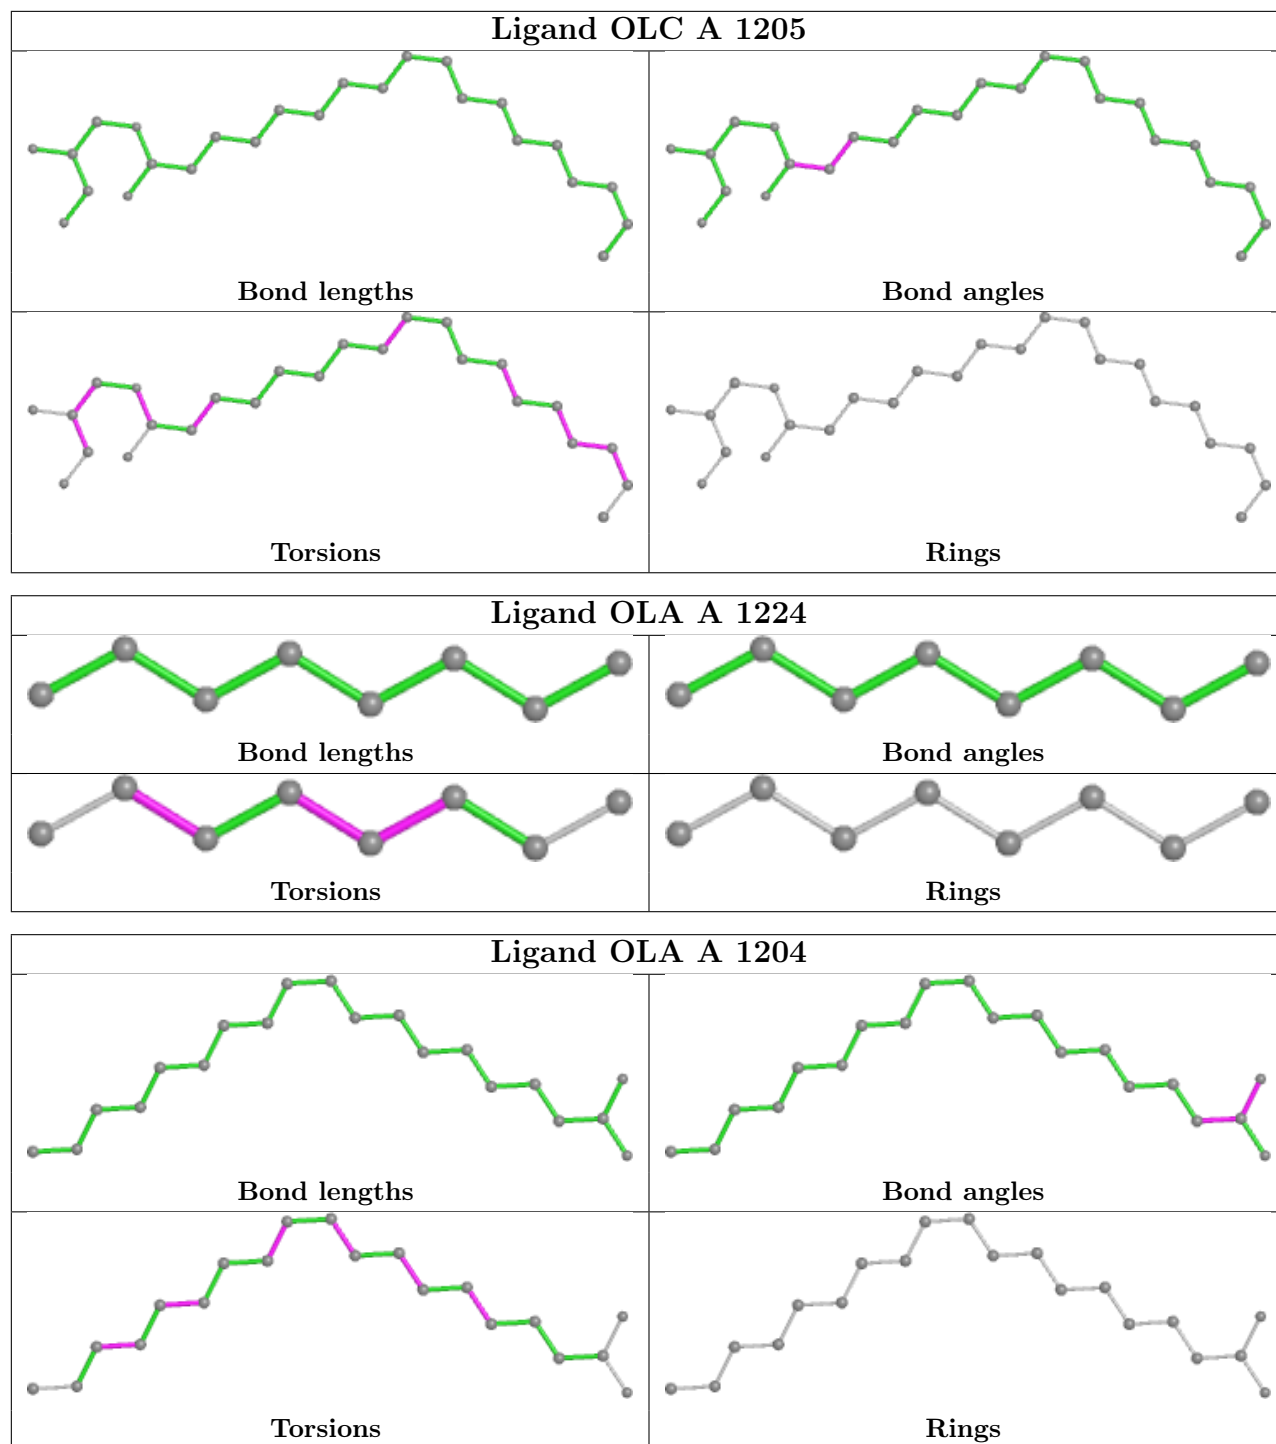 Ligand OLC A 1205
Bond lengths
Bond angles
Torsions
Rings
Ligand OLA A 1224
Bond lengths
Bond angles
Torsions
Rings
Ligand OLA A 1204
Bond lengths
Bond angles
Torsions
Rings